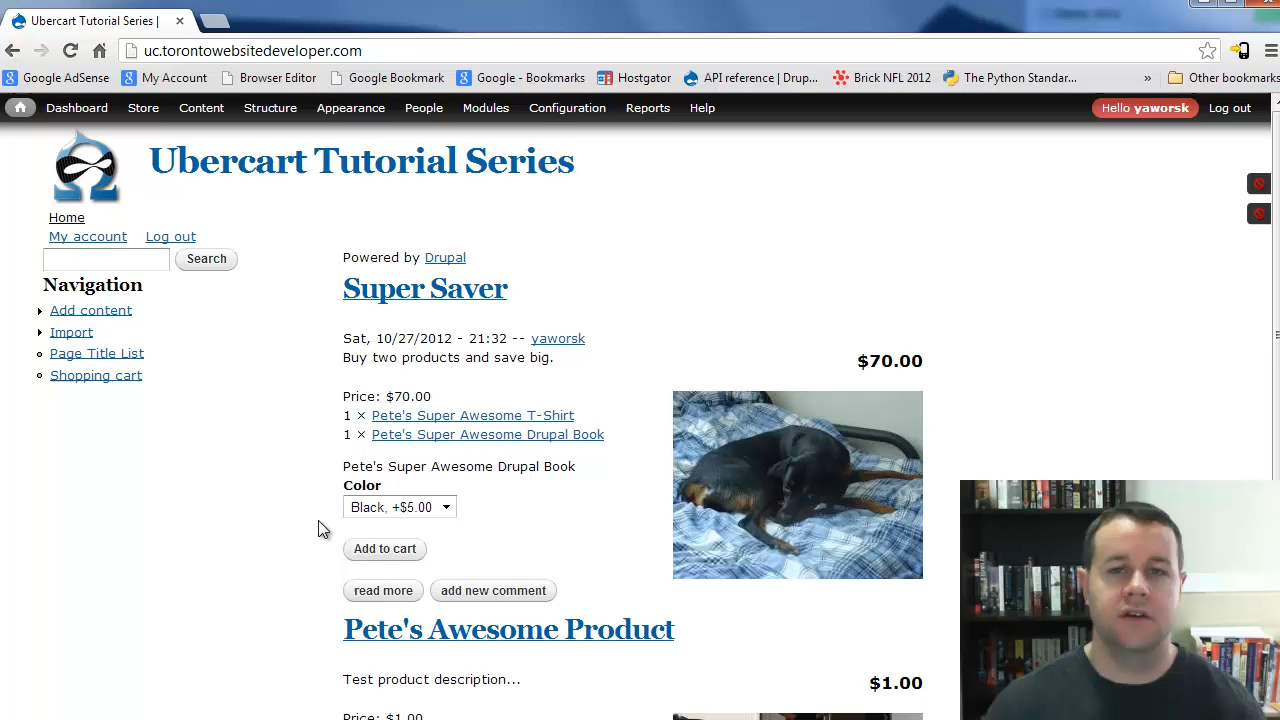 Ubercart Tutorial Series |
uc.torontowebsitedeveloper.com
Google AdSense My Account Browser Editor Google Bookmark Google - Bookmarks Hostgator API reference | Drup... Brick NFL 2012 The Python Standar... » Other bookmarks
Dashboard Store Content Structure Appearance People Modules Configuration Reports Help Hello yaworsk Log out
Ubercart Tutorial Series
Home
My account Log out
Search
Navigation
Add content
Import
Page Title List
Shopping cart
Powered by Drupal
Super Saver
Sat, 10/27/2012 - 21:32 -- yaworsk
Buy two products and save big.
$70.00
Price: $70.00
1 × Pete's Super Awesome T-Shirt
1 × Pete's Super Awesome Drupal Book
Pete's Super Awesome Drupal Book
Color
Black, +$5.00
Add to cart
read more add new comment
Pete's Awesome Product
Test product description...
$1.00
Price: $1.00